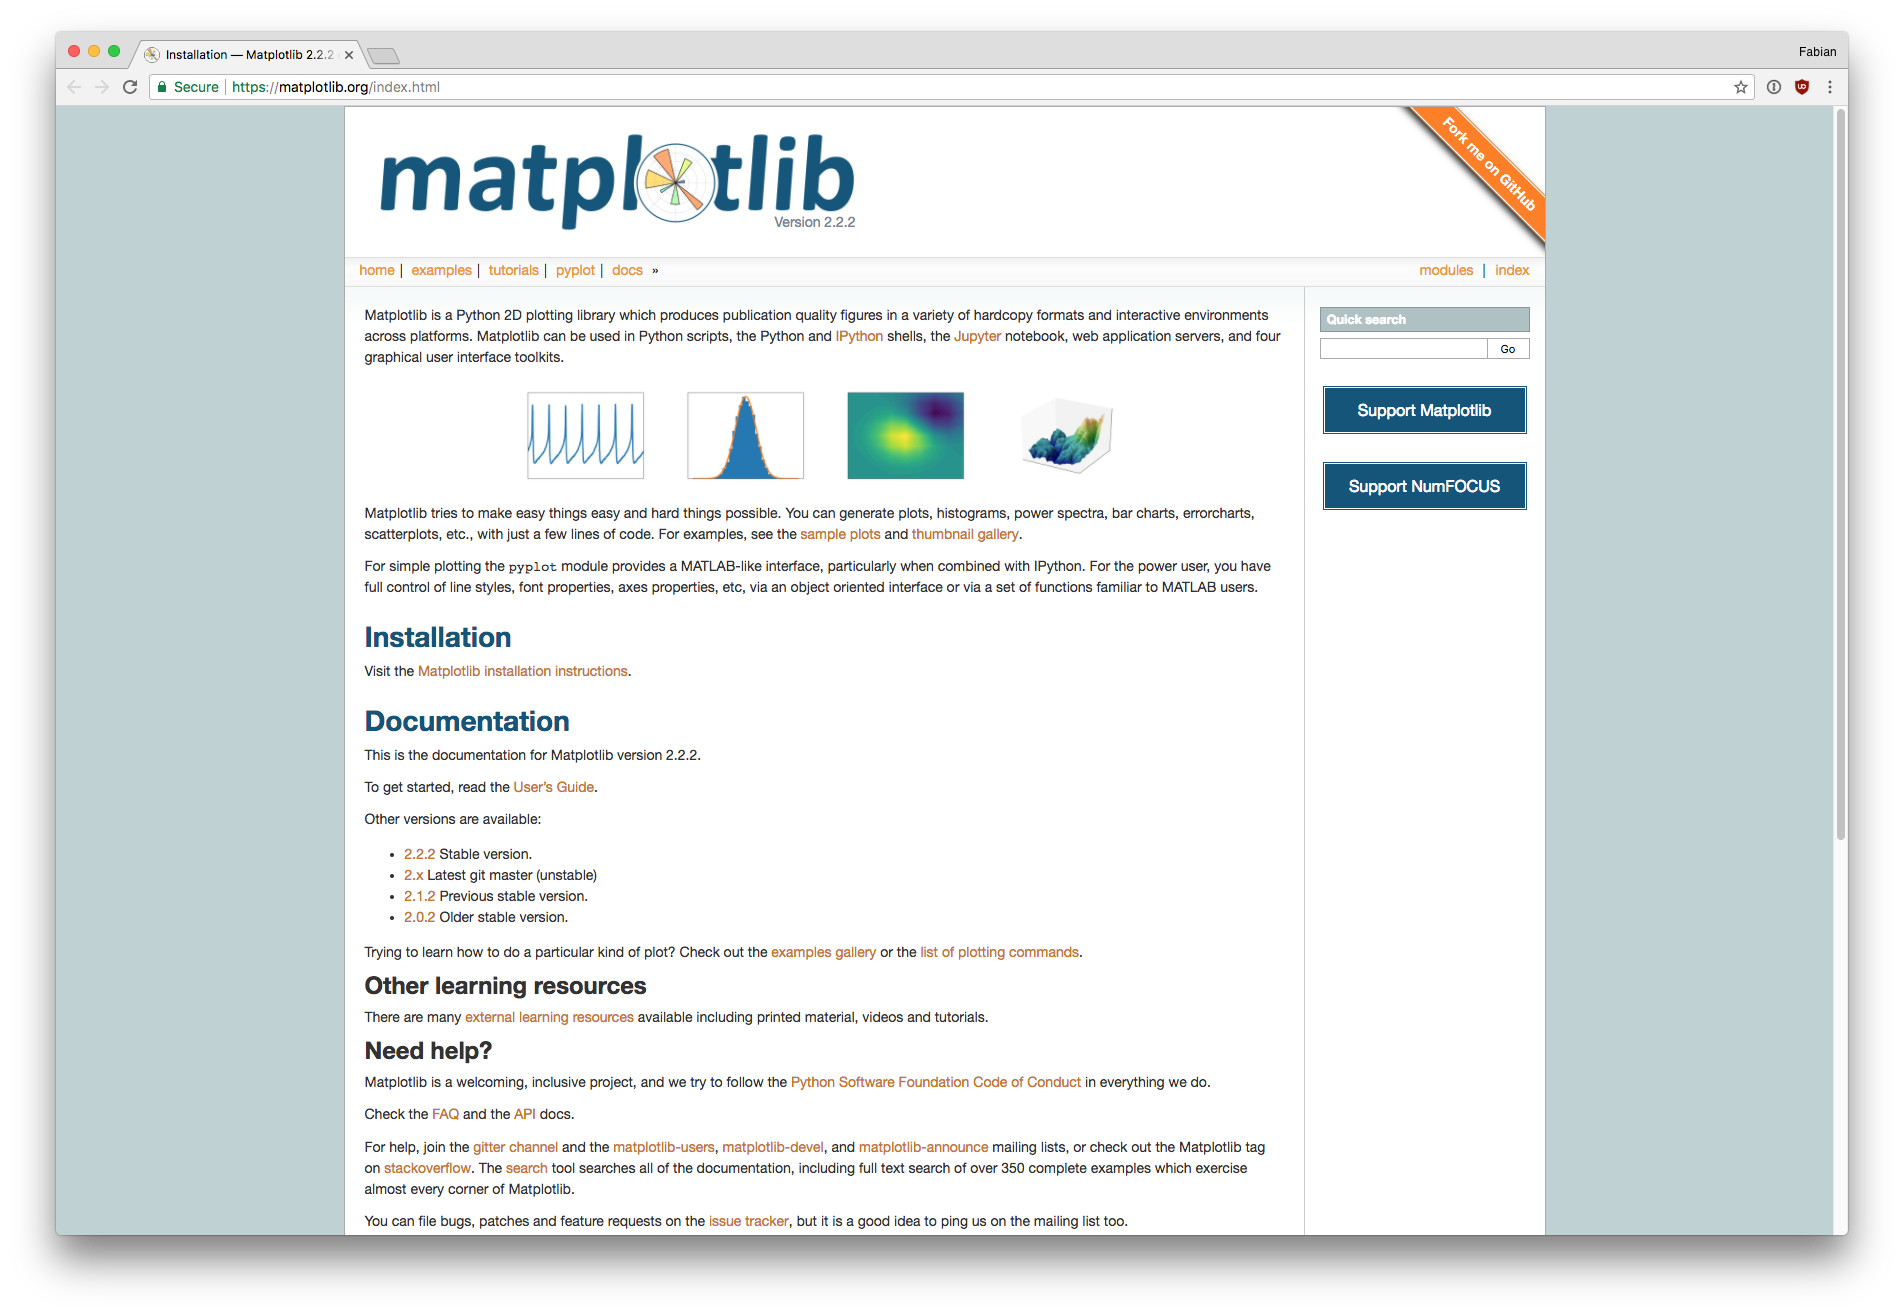 Installation — Matplotlib 2.2.2
Fabian
Secure
https://matplotlib.org/index.html
matplotlib
Version 2.2.2
Fork me on GitHub
home | examples | tutorials | pyplot | docs »
modules | index
Matplotlib is a Python 2D plotting library which produces publication quality figures in a variety of hardcopy formats and interactive environments
across platforms. Matplotlib can be used in Python scripts, the Python and IPython shells, the Jupyter notebook, web application servers, and four
graphical user interface toolkits.
Matplotlib tries to make easy things easy and hard things possible. You can generate plots, histograms, power spectra, bar charts, errorcharts,
scatterplots, etc., with just a few lines of code. For examples, see the sample plots and thumbnail gallery.
For simple plotting the pyplot module provides a MATLAB-like interface, particularly when combined with IPython. For the power user, you have
full control of line styles, font properties, axes properties, etc, via an object oriented interface or via a set of functions familiar to MATLAB users.
Installation
Visit the Matplotlib installation instructions.
Documentation
This is the documentation for Matplotlib version 2.2.2.
To get started, read the User's Guide.
Other versions are available:
• 2.2.2 Stable version.
• 2.x Latest git master (unstable)
• 2.1.2 Previous stable version.
• 2.0.2 Older stable version.
Trying to learn how to do a particular kind of plot? Check out the examples gallery or the list of plotting commands.
Other learning resources
There are many external learning resources available including printed material, videos and tutorials.
Need help?
Matplotlib is a welcoming, inclusive project, and we try to follow the Python Software Foundation Code of Conduct in everything we do.
Check the FAQ and the API docs.
For help, join the gitter channel and the matplotlib-users, matplotlib-devel, and matplotlib-announce mailing lists, or check out the Matplotlib tag
on stackoverflow. The search tool searches all of the documentation, including full text search of over 350 complete examples which exercise
almost every corner of Matplotlib.
You can file bugs, patches and feature requests on the issue tracker, but it is a good idea to ping us on the mailing list too.
Quick search
Go
Support Matplotlib
Support NumFOCUS